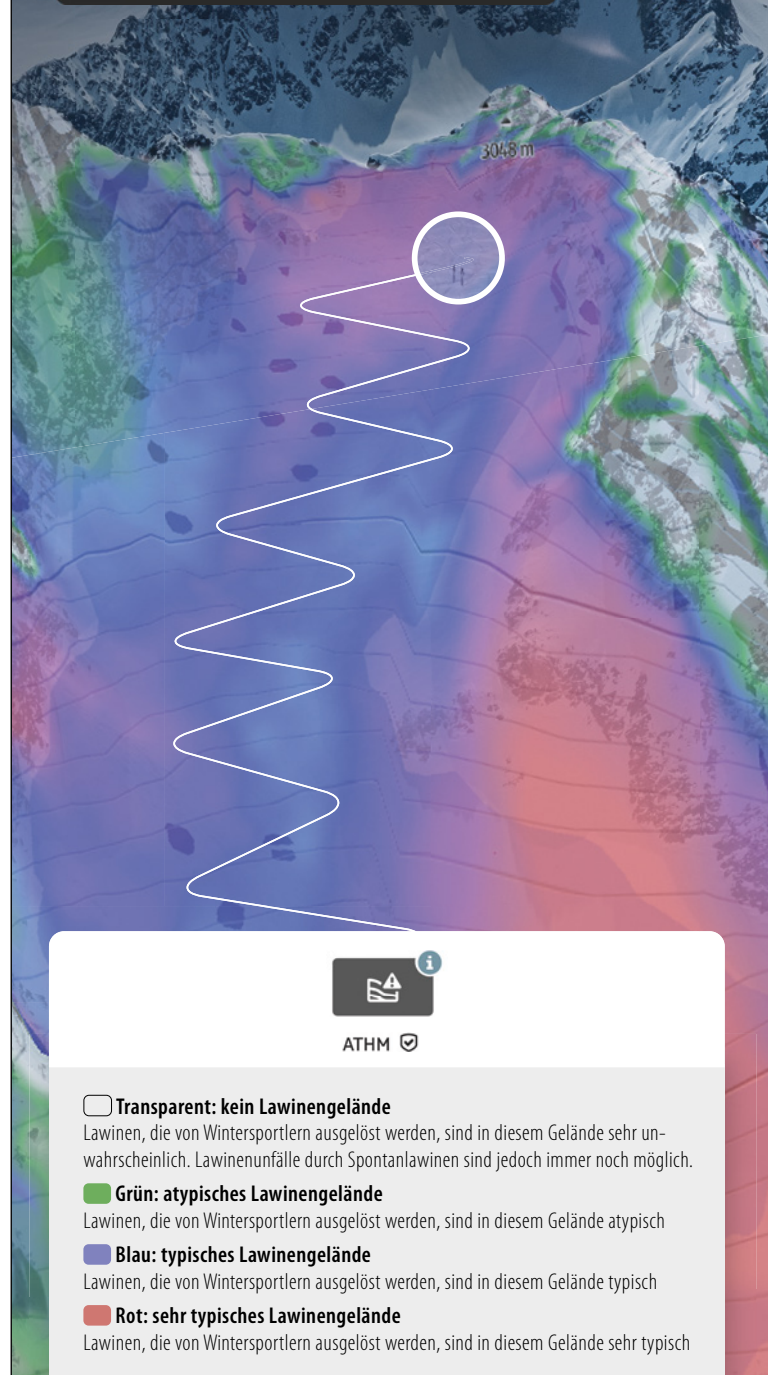 3048 m
i
ATHM
Transparent: kein Lawinengelände
Lawinen, die von Wintersportlern ausgelöst werden, sind in diesem Gelände sehr un-
wahrscheinlich. Lawinenunfälle durch Spontanlawinen sind jedoch immer noch möglich.
Grün: atypisches Lawinengelände
Lawinen, die von Wintersportlern ausgelöst werden, sind in diesem Gelände atypisch
Blau: typisches Lawinengelände
Lawinen, die von Wintersportlern ausgelöst werden, sind in diesem Gelände typisch
Rot: sehr typisches Lawinengelände
Lawinen, die von Wintersportlern ausgelöst werden, sind in diesem Gelände sehr typisch